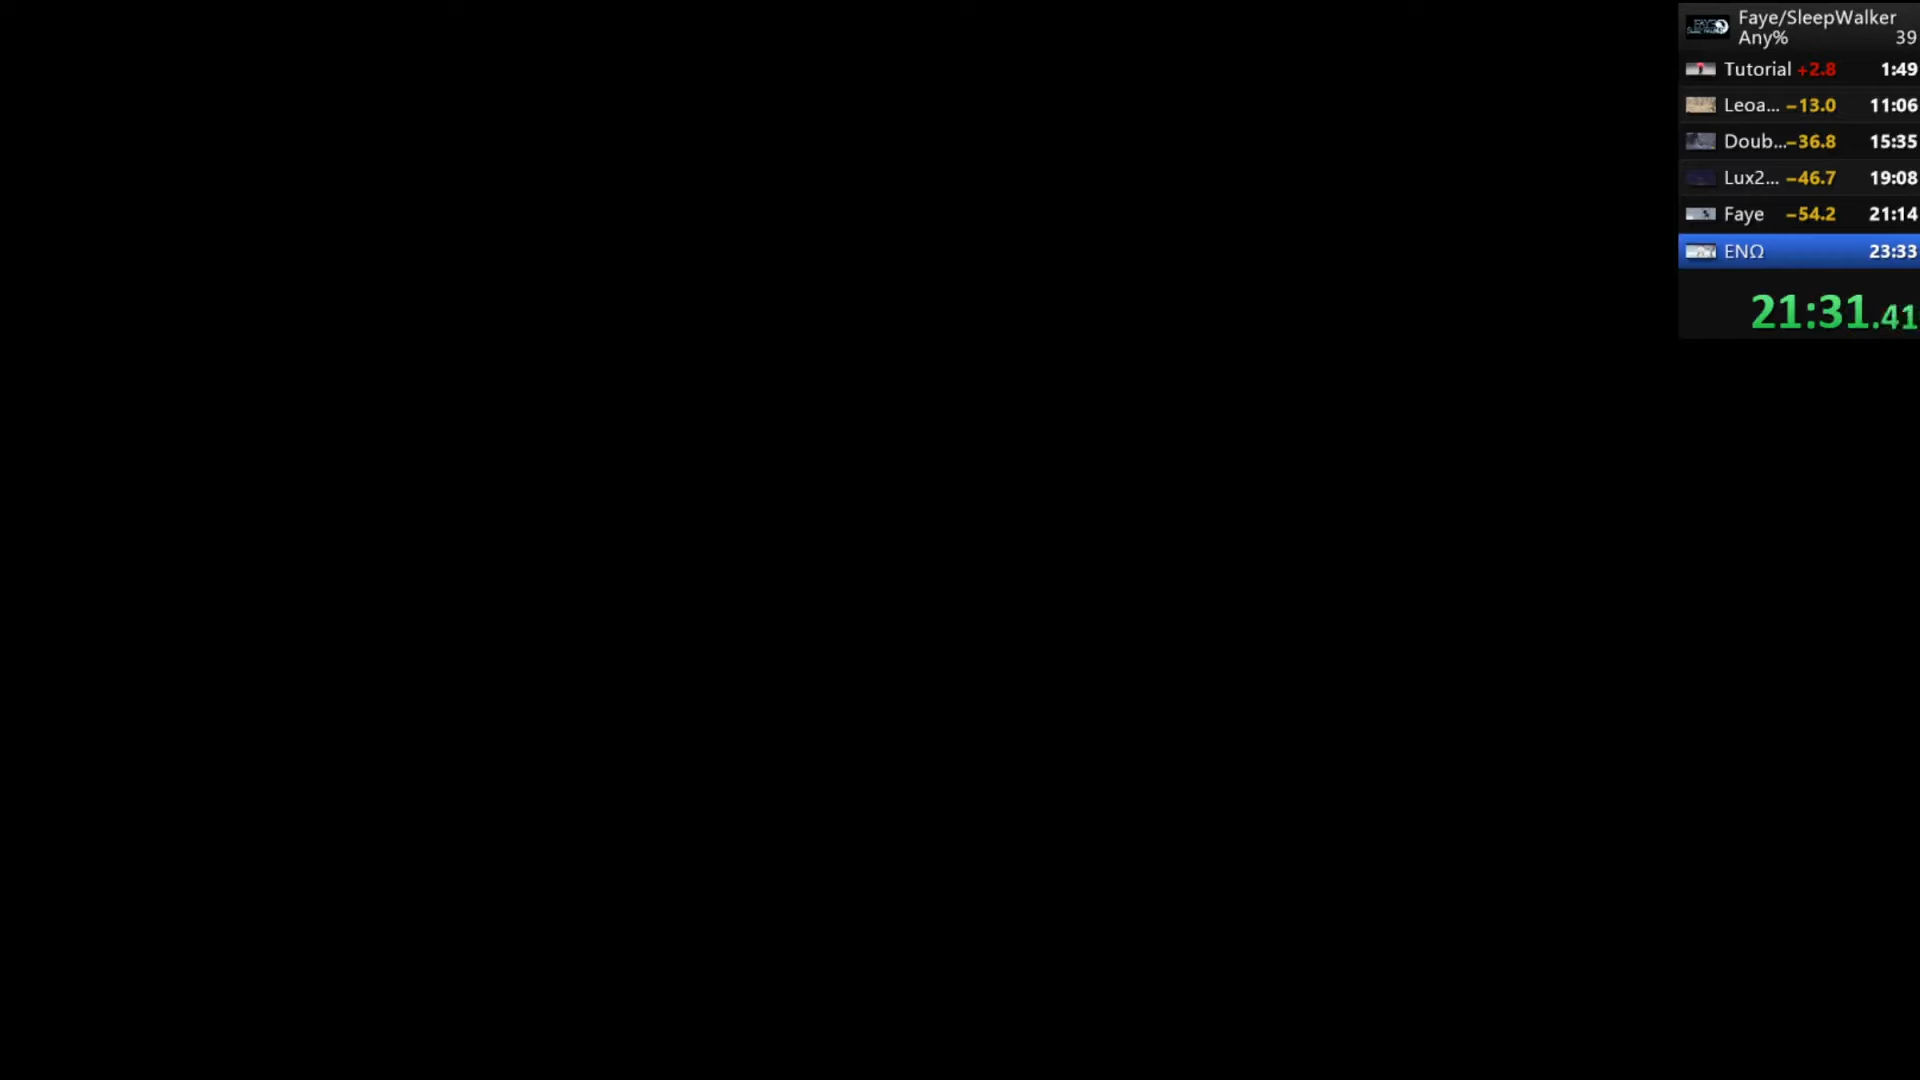 Faye/SleepWalker
Any% 39
Tutorial +2.8 1:49
Leoa... −13.0 11:06
Doub...−36.8 15:35
Lux2... −46.7 19:08
Faye −54.2 21:14
ENΩ 23:33
21:31.41